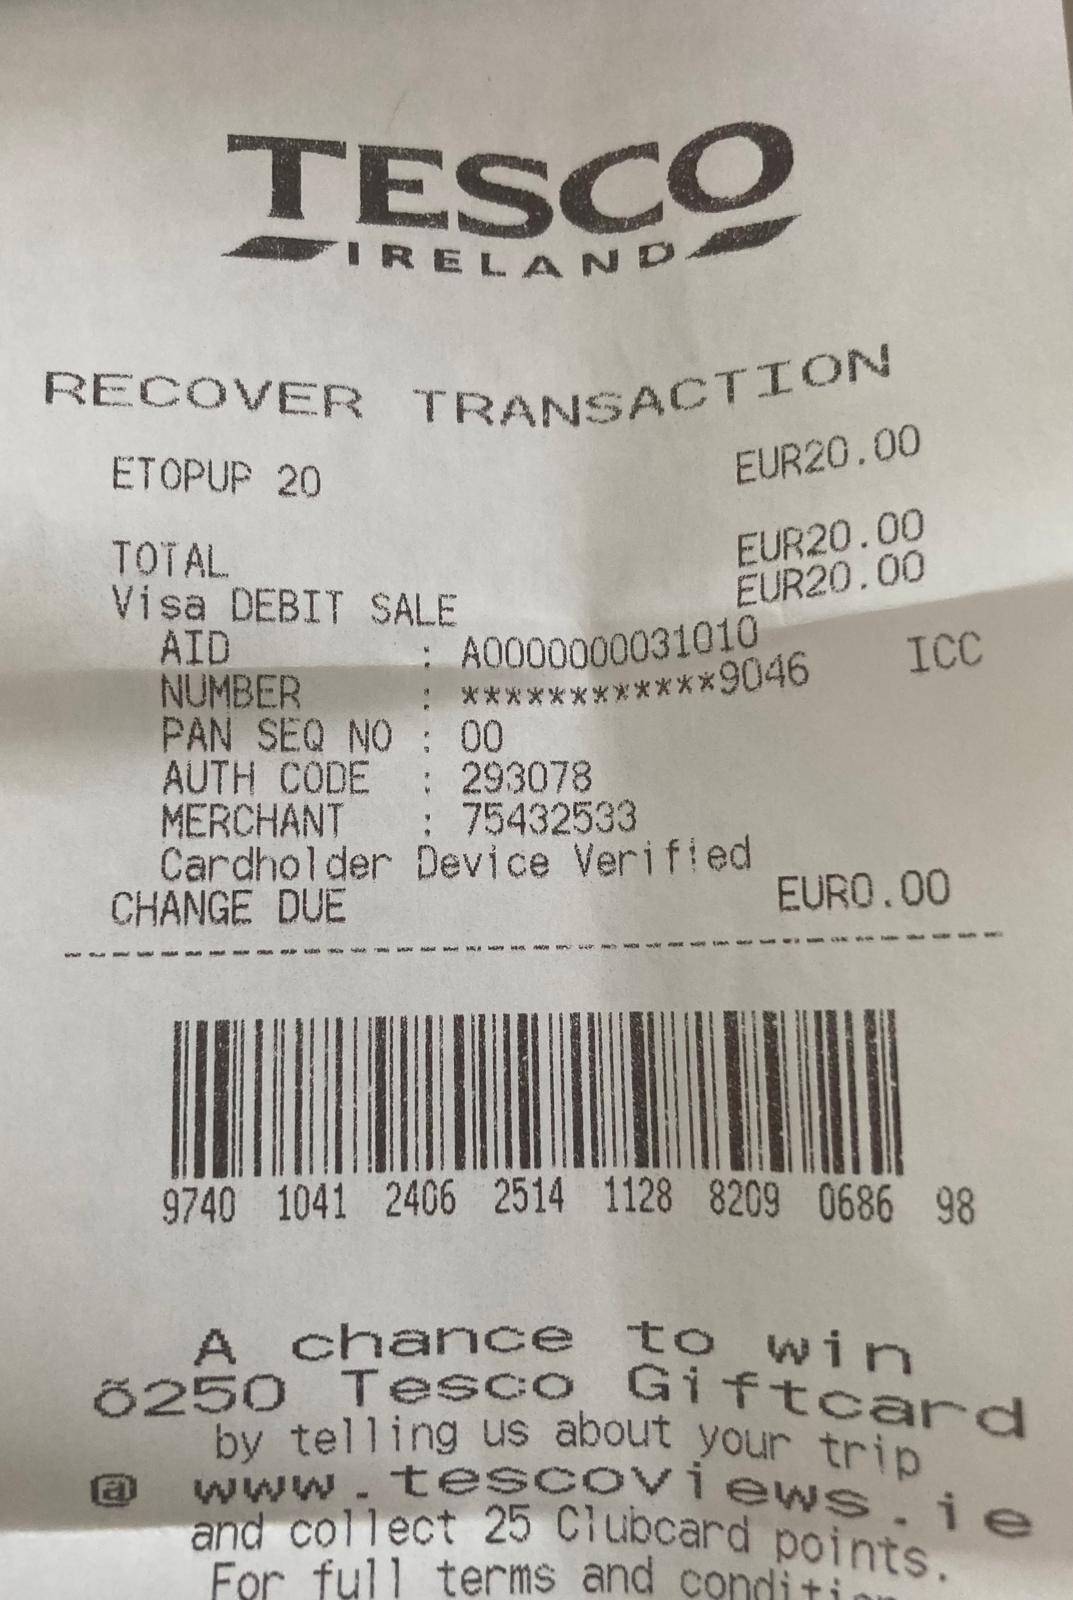 TESCO
IRELAND
RECOVER TRANSACTION
ETOPUP 20 EUR20.00
TOTAL EUR20.00
Visa DEBIT SALE EUR20.00
AID : A0000000031010
NUMBER : ************9046 ICC
PAN SEQ NO : 00
AUTH CODE : 293078
MERCHANT : 75432533
Cardholder Device Verified
CHANGE DUE EUR0.00
9740 1041 2406 2514 1128 8209 0686 98
A chance to win
õ250 Tesco Giftcard
by telling us about your trip
@ www.tescoviews.ie
and collect 25 Clubcard points.
For full terms and condition